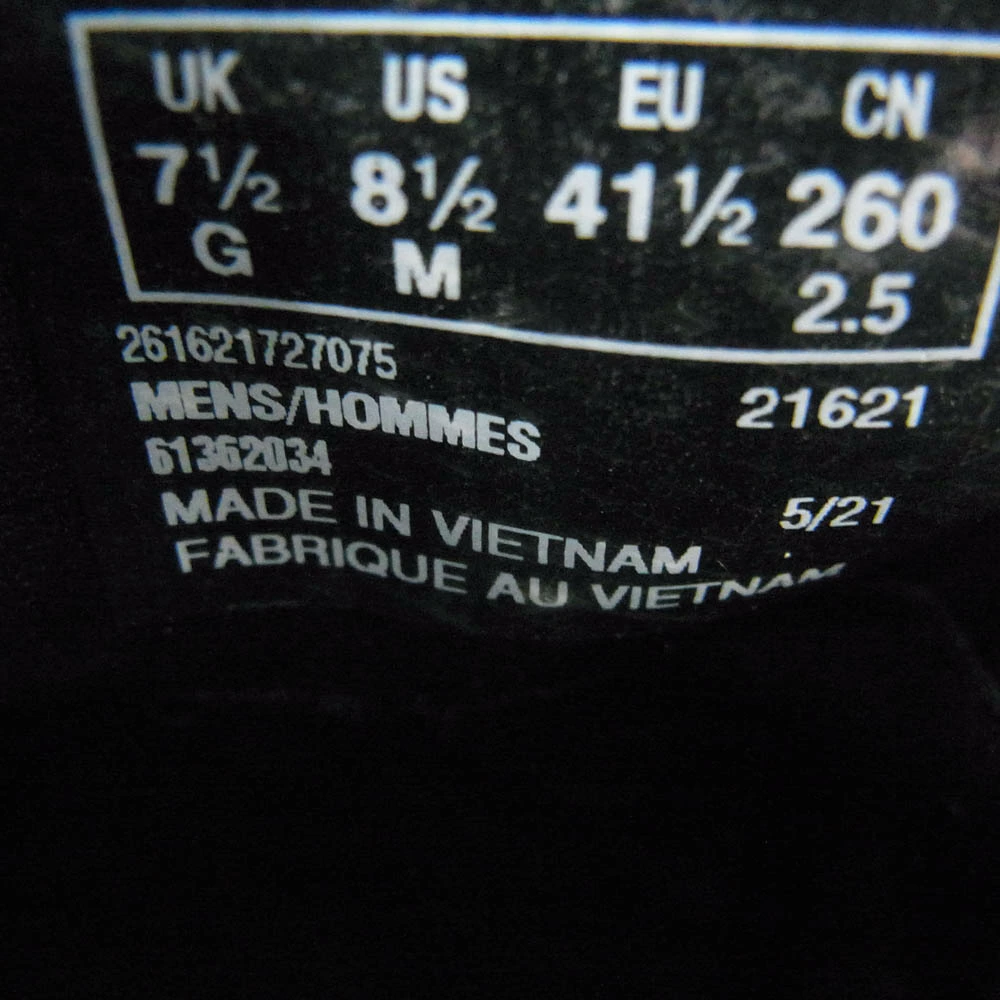 UK US EU CN
7½ 8½ 41½ 260
G M 2.5
261621727075
MENS/HOMMES 21621
61362034
MADE IN VIETNAM 5/21
FABRIQUE AU VIETNAM